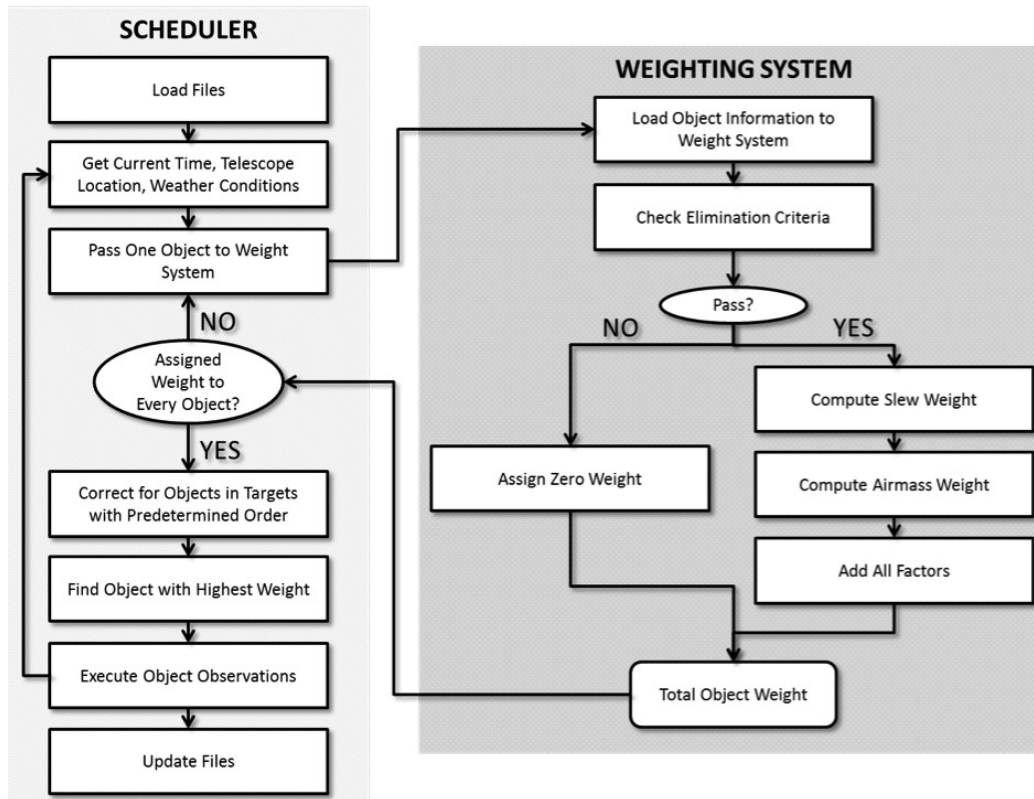 SCHEDULER
Load Files
Get Current Time, Telescope
Location, Weather Conditions
Pass One Object to Weight
System
NO
Assigned
Weight to
Every Object?
YES
Correct for Objects in Targets
with Predetermined Order
Find Object with Highest Weight
Execute Object Observations
Update Files
WEIGHTING SYSTEM
Load Object Information to
Weight System
Check Elimination Criteria
Pass?
NO
YES
Assign Zero Weight
Compute Slew Weight
Compute Airmass Weight
Add All Factors
Total Object Weight